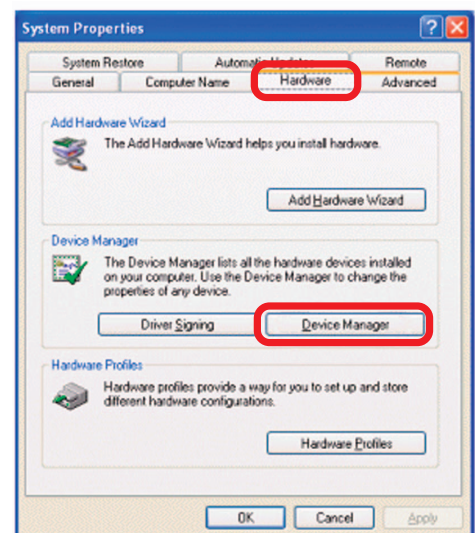 System Properties
System Restore Automatic Updates Remote
General Computer Name Hardware Advanced
Add Hardware Wizard
The Add Hardware Wizard helps you install hardware.
Add Hardware Wizard
Device Manager
The Device Manager lists all the hardware devices installed
on your computer. Use the Device Manager to change the
properties of any device.
Driver Signing Device Manager
Hardware Profiles
Hardware profiles provide a way for you to set up and store
different hardware configurations.
Hardware Profiles
OK Cancel Apply